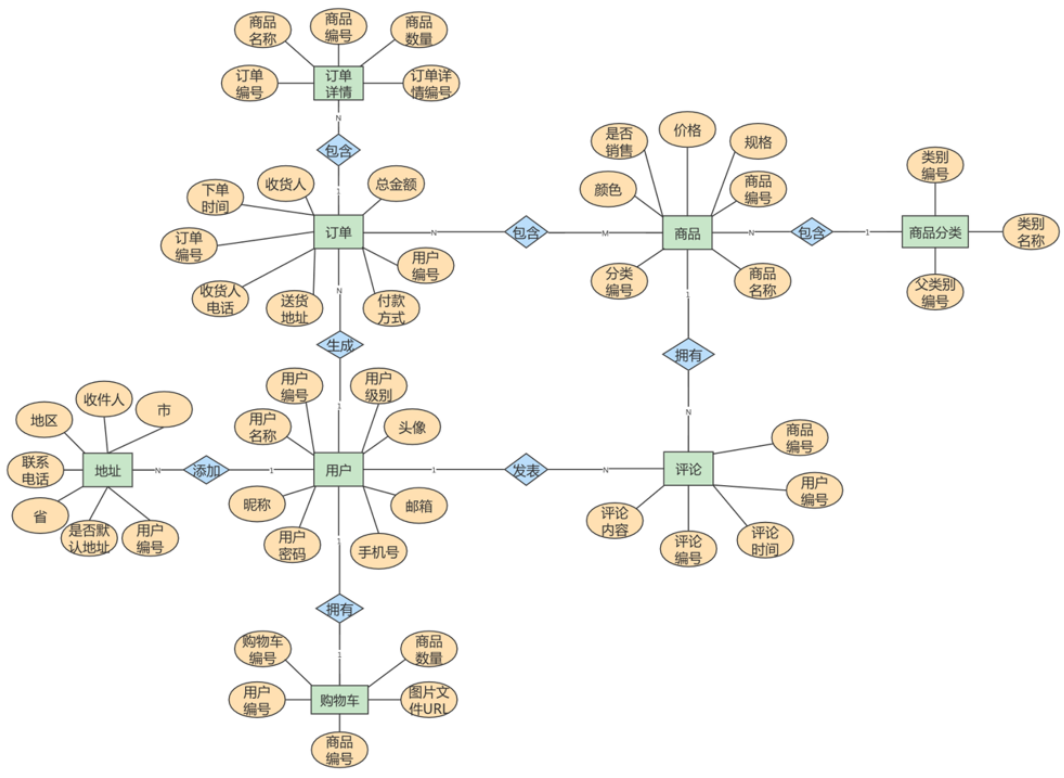 商品
名称
商品
编号
商品
数量
订单
编号
订单
详情
订单详
情编号
N
包含
1
下单
时间
收货人
总金额
订单
编号
订单
收货人
电话
送货
地址
付款
方式
用户
编号
N
包含
M
是否
销售
价格
规格
颜色
商品
编号
商品
分类
编号
商品
名称
N
包含
1
类别
编号
商品分类
类别
名称
父类别
编号
N
生成
1
1
拥有
N
用户
编号
用户
级别
用户
名称
头像
用户
昵称
邮箱
用户
密码
手机号
地区
收件人
市
联系
电话
地址
省
是否默
认地址
用户
编号
N
添加
1
1
发表
N
商品
编号
评论
用户
编号
评论
内容
评论
编号
评论
时间
1
拥有
1
购物车
编号
商品
数量
用户
编号
购物车
图片文
件URL
商品
编号